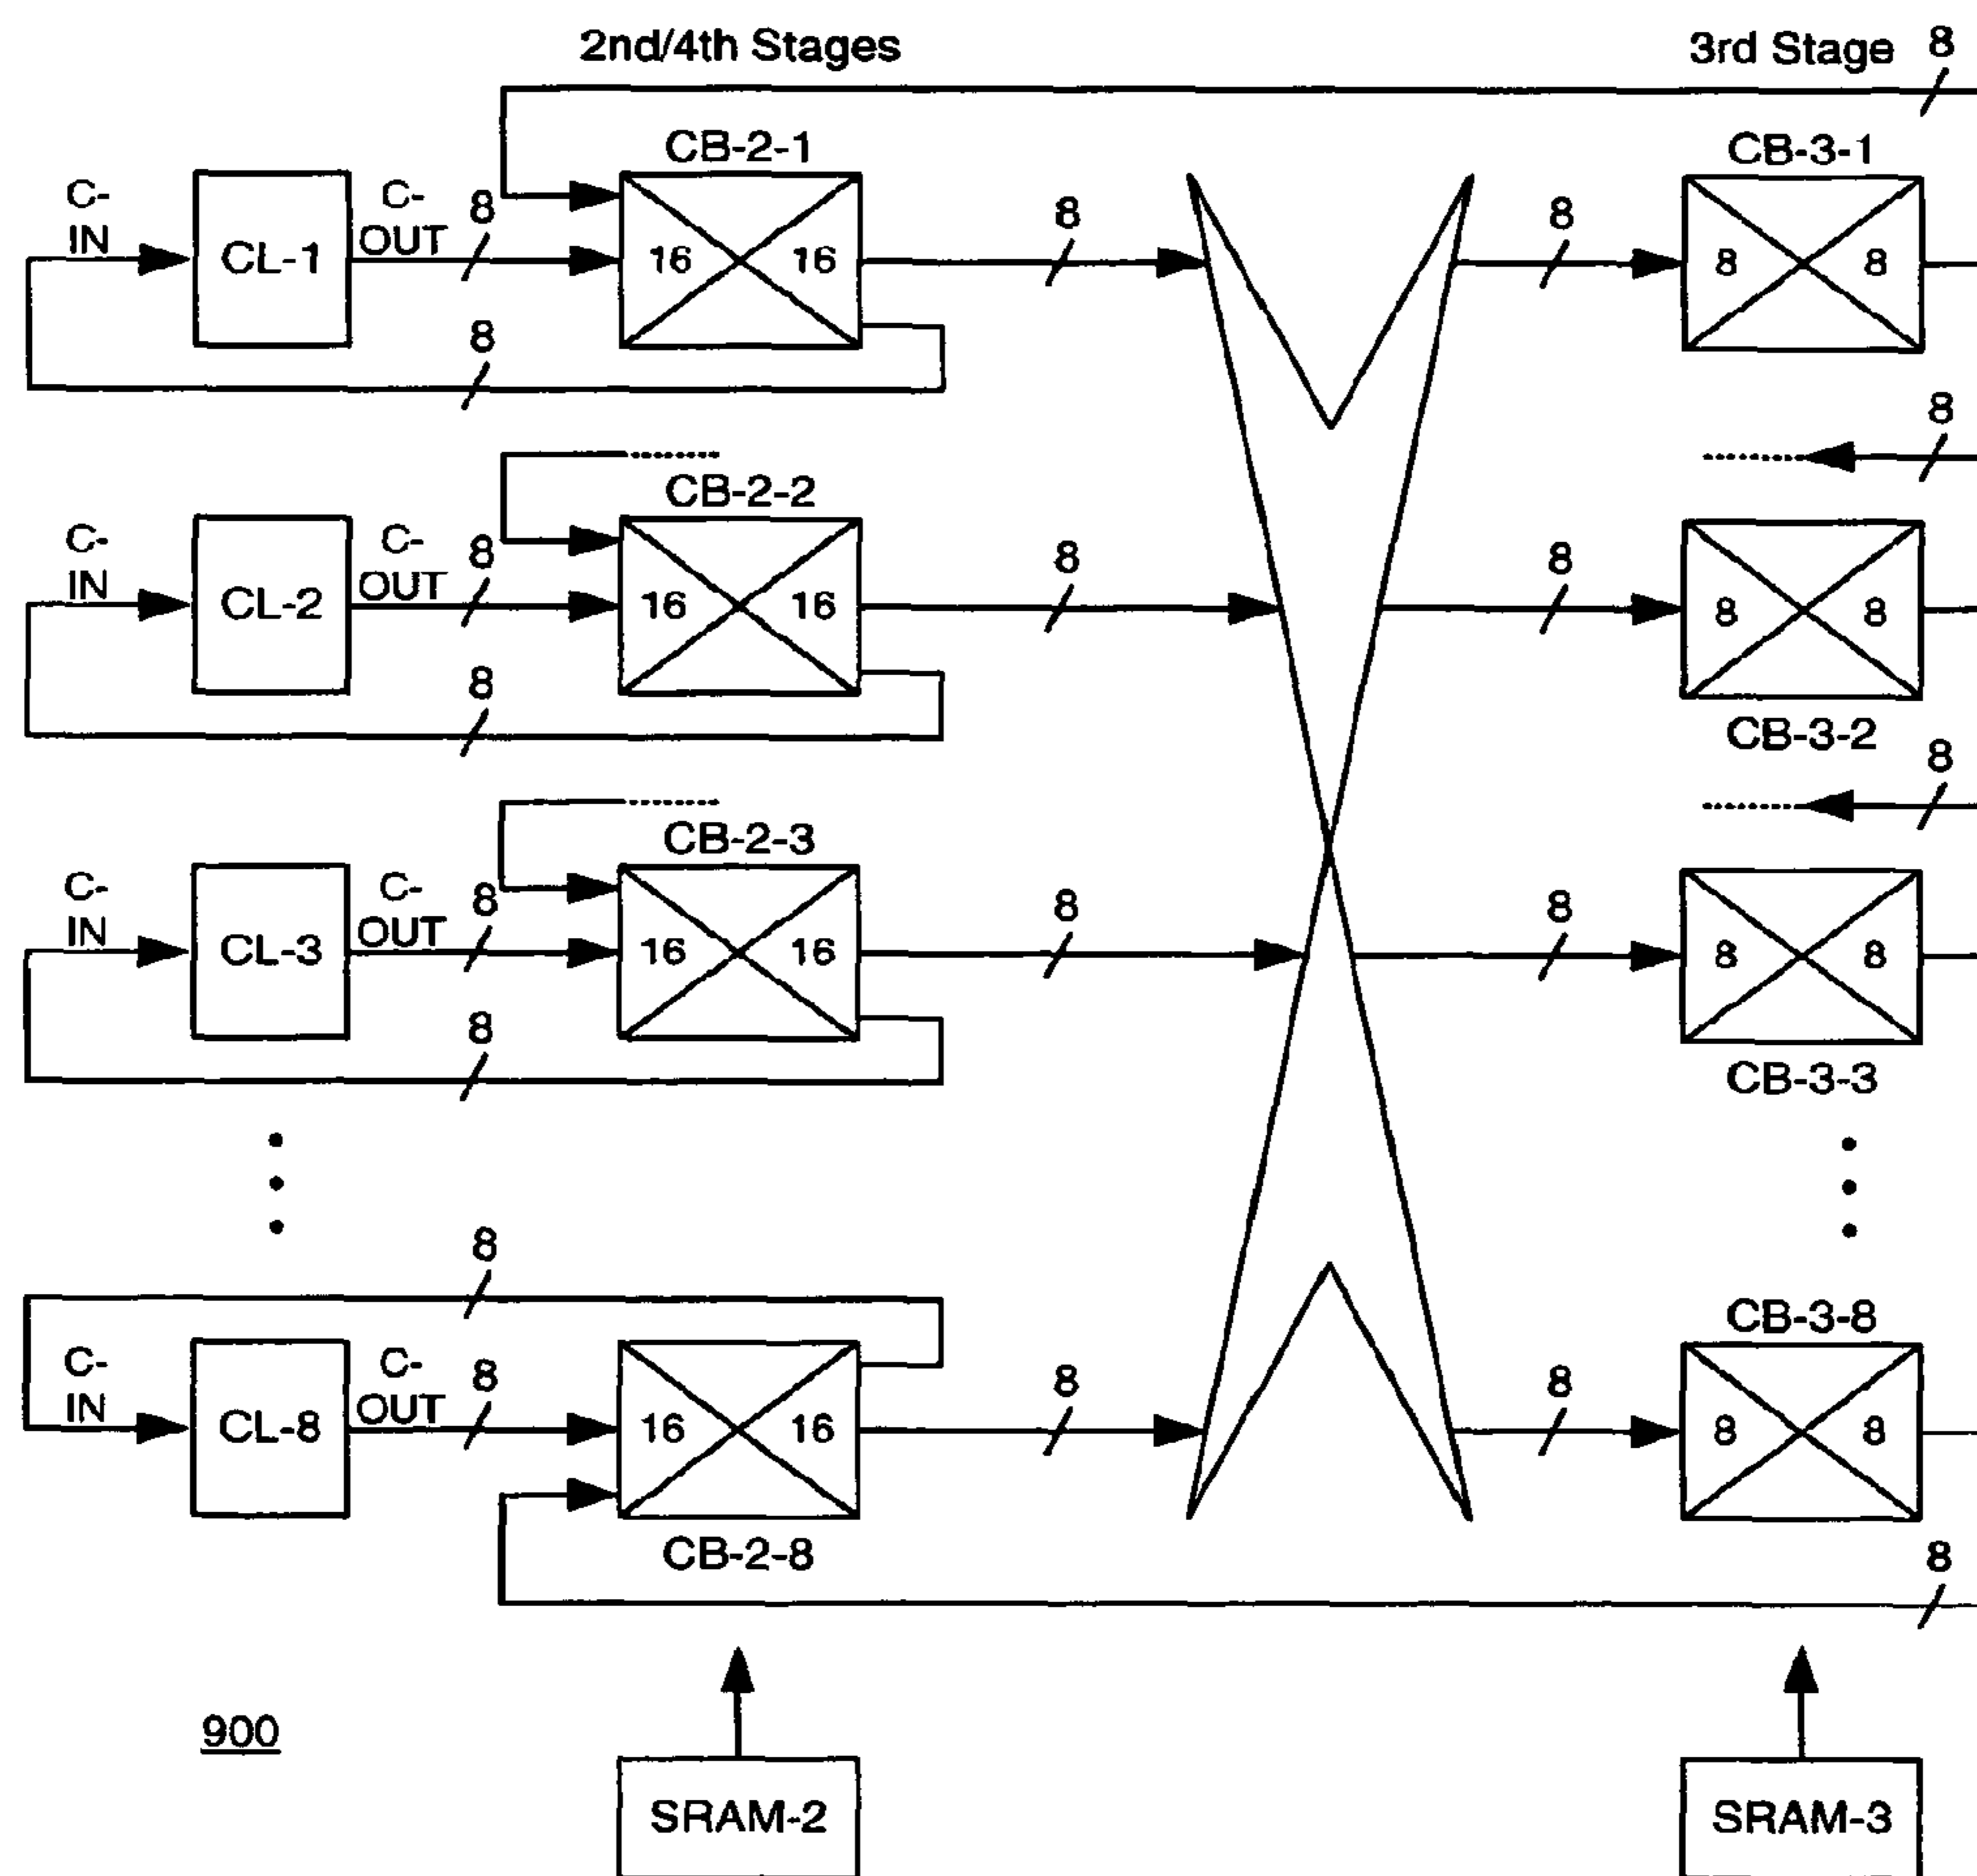 2nd/4th Stages
3rd Stage
8
CB-2-1
CB-3-1
C-
IN
CL-1
C-
OUT
8
16
16
8
8
8
8
8
8
CB-2-2
C-
IN
CL-2
C-
OUT
8
16
16
8
8
8
8
8
CB-3-2
8
CB-2-3
C-
IN
CL-3
C-
OUT
8
16
16
8
8
8
8
8
CB-3-3
8
CB-3-8
C-
IN
CL-8
C-
OUT
8
16
16
8
8
8
8
CB-2-8
8
900
SRAM-2
SRAM-3